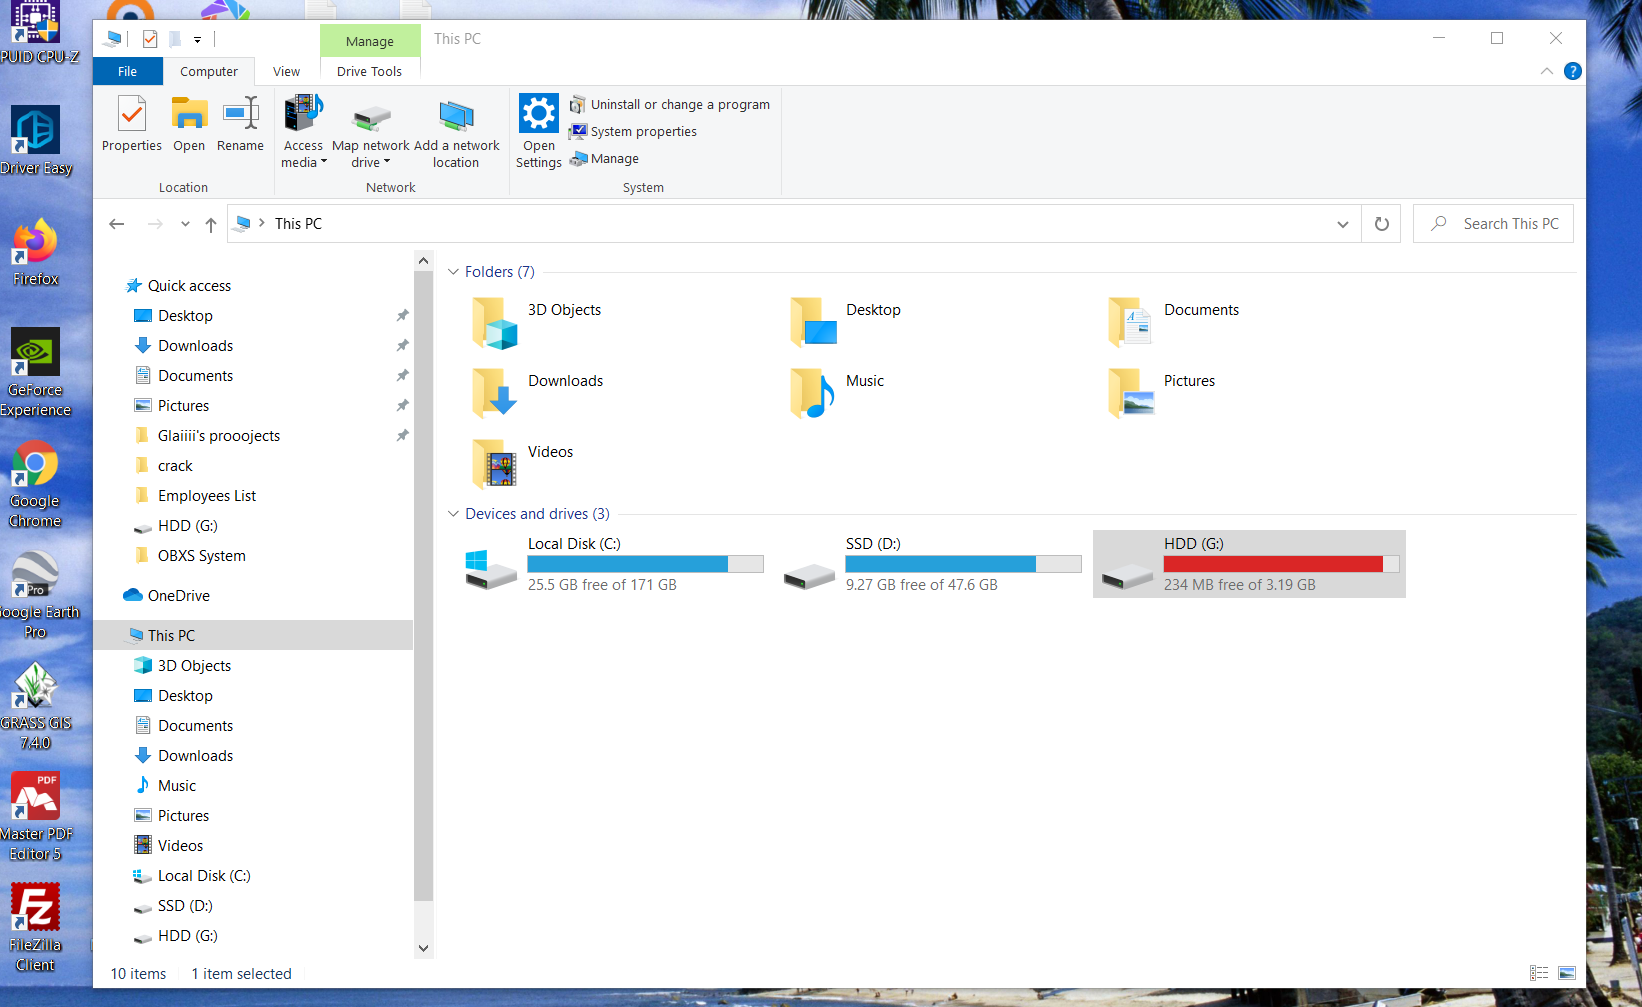 PUID CPU-Z
Driver Easy
Firefox
GeForce
Experience
Google
Chrome
Pro
oogle Earth
Pro
GRASS GIS
7.4.0
PDF
Master PDF
Editor 5
FileZilla
Client
Manage
This PC
File
Computer
View
Drive Tools
?
Properties
Open
Rename
Access
media
Map network
drive
Add a network
location
Open
Settings
Uninstall or change a program
System properties
Manage
Location
Network
System
This PC
Search This PC
Quick access
Desktop
Downloads
Documents
Pictures
Glaiiii's prooojects
crack
Employees List
HDD (G:)
OBXS System
OneDrive
This PC
3D Objects
Desktop
Documents
Downloads
Music
Pictures
Videos
Local Disk (C:)
SSD (D:)
HDD (G:)
Folders (7)
3D Objects
Desktop
Documents
Downloads
Music
Pictures
Videos
Devices and drives (3)
Local Disk (C:)
25.5 GB free of 171 GB
SSD (D:)
9.27 GB free of 47.6 GB
HDD (G:)
234 MB free of 3.19 GB
10 items
1 item selected